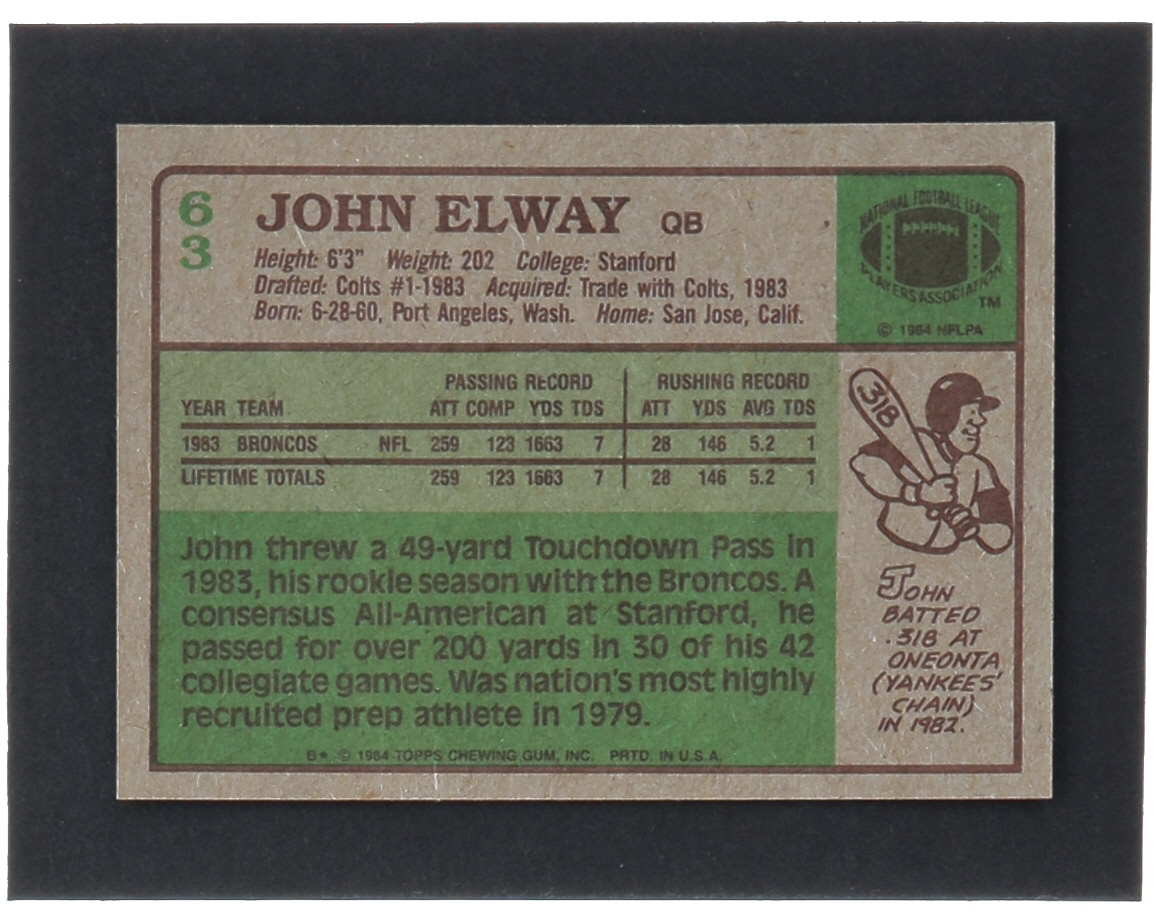 63
JOHN ELWAY QB
Height: 6'3" Weight: 202 College: Stanford
Drafted: Colts #1-1983 Acquired: Trade with Colts, 1983
Born: 6-28-60, Port Angeles, Wash. Home: San Jose, Calif.
NATIONAL FOOTBALL LEAGUE
PLAYERS ASSOCIATION
TM
© 1984 NFLPA
PASSING RECORD RUSHING RECORD
YEAR TEAM ATT COMP YDS TDS ATT YDS AVG TDS
1983 BRONCOS NFL 259 123 1663 7 28 146 5.2 1
LIFETIME TOTALS 259 123 1663 7 28 146 5.2 1
John threw a 49-yard Touchdown Pass in
1983, his rookie season with the Broncos. A
consensus All-American at Stanford, he
passed for over 200 yards in 30 of his 42
collegiate games. Was nation's most highly
recruited prep athlete in 1979.
B* © 1984 TOPPS CHEWING GUM, INC. PRTD. IN U.S.A.
.318
JOHN
BATTED
.318 AT
ONEONTA
(YANKEES'
CHAIN)
IN 1982.